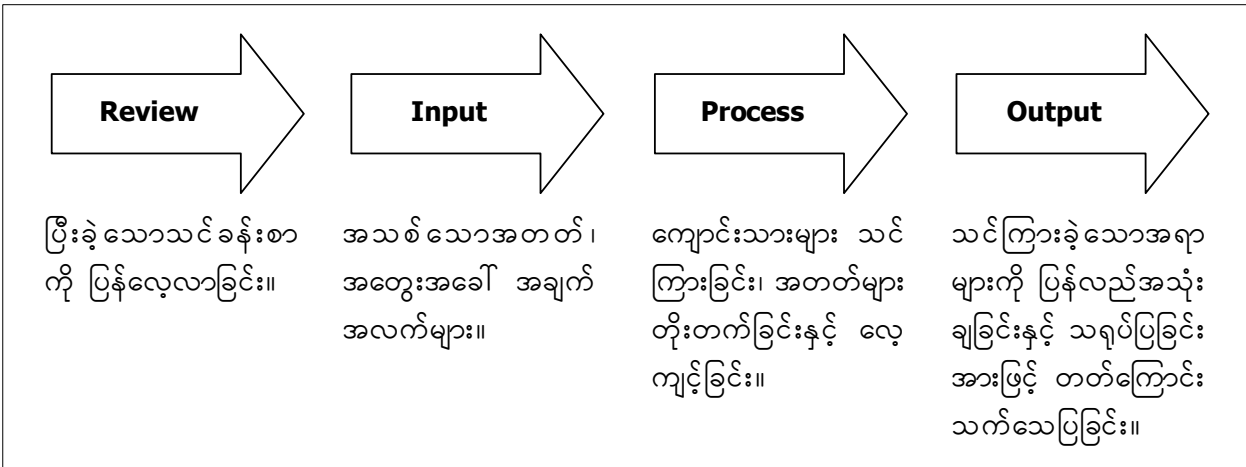 Review
Input
Process
Output
ပြီးခဲ့သောသင်ခန်းစာ
ကို ပြန်လေ့လာခြင်း။
အသစ်သောအတတ်၊
အတွေးအခေါ် အချက်
အလက်များ။
ကျောင်းသားများ သင်
ကြားခြင်း၊ အတတ်များ
တိုးတက်ခြင်းနှင့် လေ့
ကျင့်ခြင်း။
သင်ကြားခဲ့သောအရာ
များကို ပြန်လည်အသုံး
ချခြင်းနှင့် သရုပ်ပြခြင်း
အားဖြင့် တတ်ကြောင်း
သက်သေပြခြင်း။